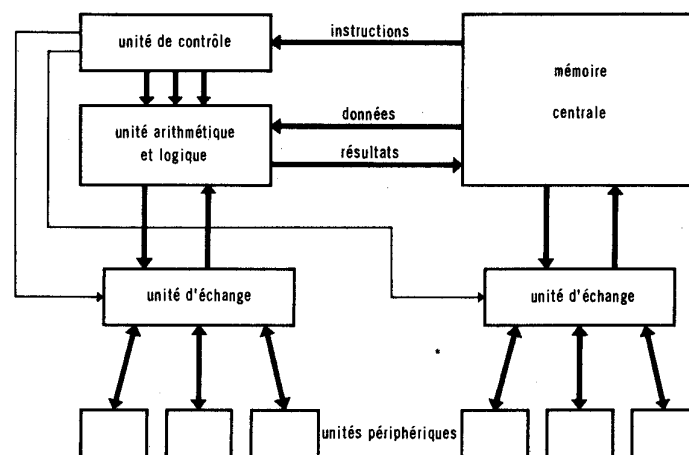 unité de contrôle
instructions
mémoire
centrale
données
unité arithmétique
et logique
résultats
unité d'échange
unité d'échange
unités périphériques